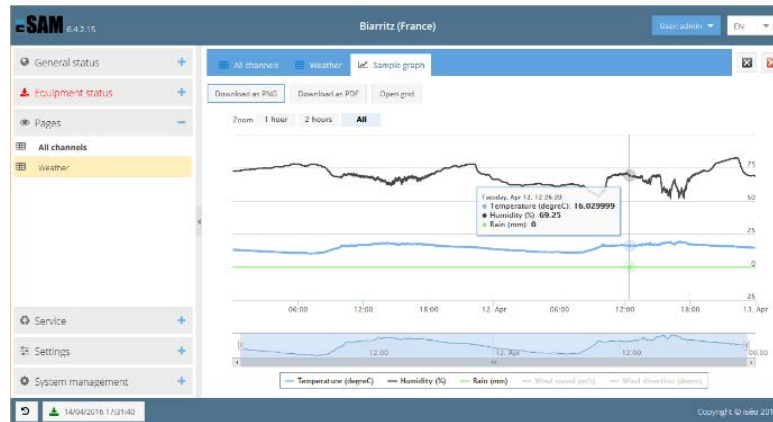 eSAM 6.4.2.15
Biarritz (France)
User: admin
EN
General status
Equipment status
Pages
All channels
Weather
Service
Settings
System management
All channels
Weather
Sample graph
Download as PNG
Download as PDF
Open grid
Zoom
1 hour
2 hours
All
Tuesday, Apr 12, 12:26:20
Temperature (degreC): 16.029999
Humidity (%): 69.25
Rain (mm): 0
75
50
25
0
25
06:00
12:00
18:00
12. Apr
06:00
12:00
18:00
13. Apr
12:00
12. Apr
12:00
00:00
Temperature (degreC)
Humidity (%)
Rain (mm)
Wind speed (m/s)
Wind direction (degre)
14/04/2016 17:31:40
Copyright © iséo 201